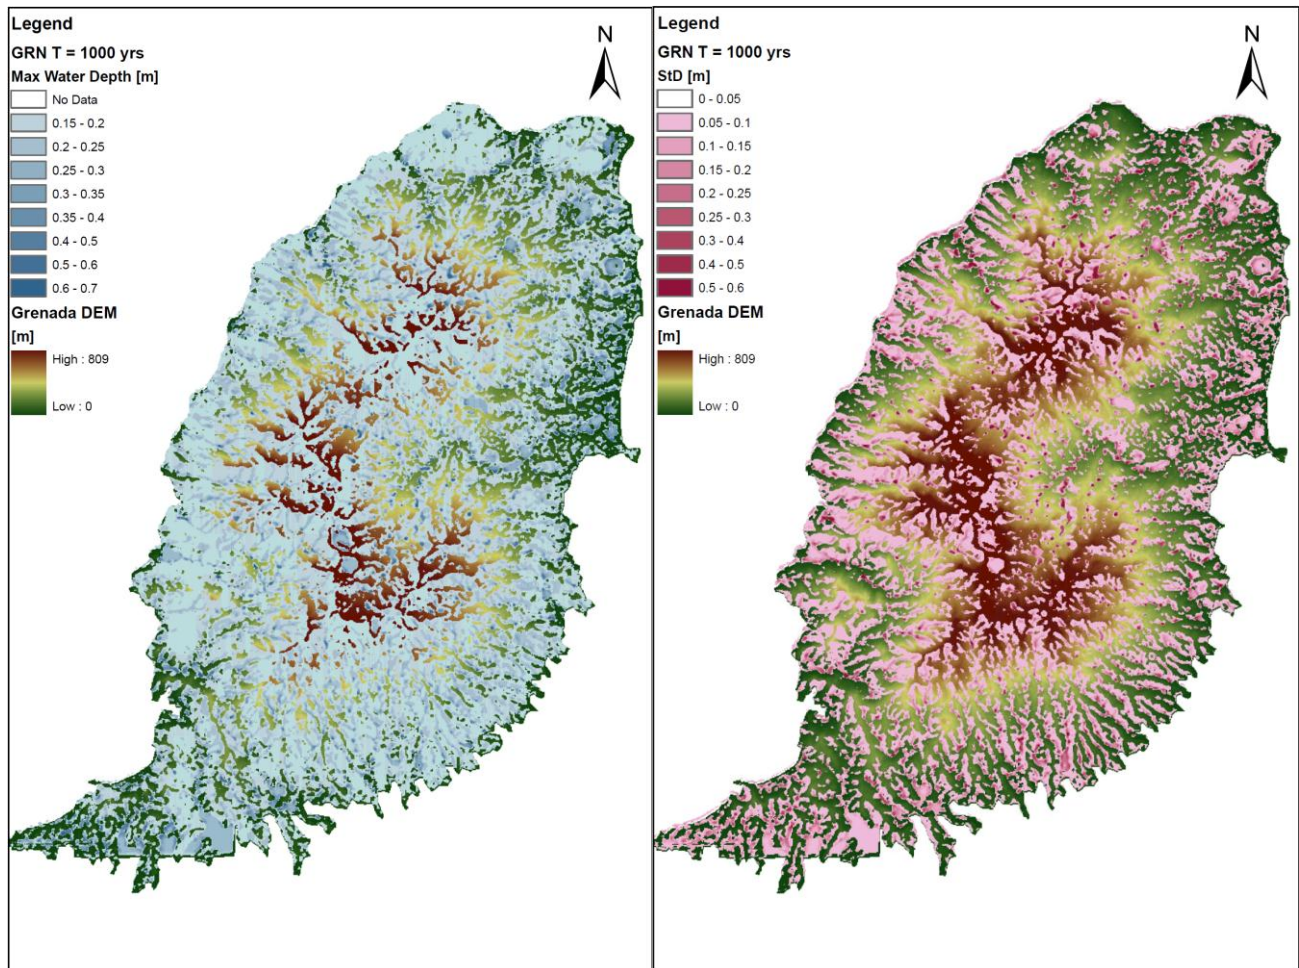 Legend
GRN T = 1000 yrs
Max Water Depth [m]
No Data
0.15 - 0.2
0.2 - 0.25
0.25 - 0.3
0.3 - 0.35
0.35 - 0.4
0.4 - 0.5
0.5 - 0.6
0.6 - 0.7
Grenada DEM
[m]
High : 809
Low : 0
N
Legend
GRN T = 1000 yrs
StD [m]
0 - 0.05
0.05 - 0.1
0.1 - 0.15
0.15 - 0.2
0.2 - 0.25
0.25 - 0.3
0.3 - 0.4
0.4 - 0.5
0.5 - 0.6
Grenada DEM
[m]
High : 809
Low : 0
N